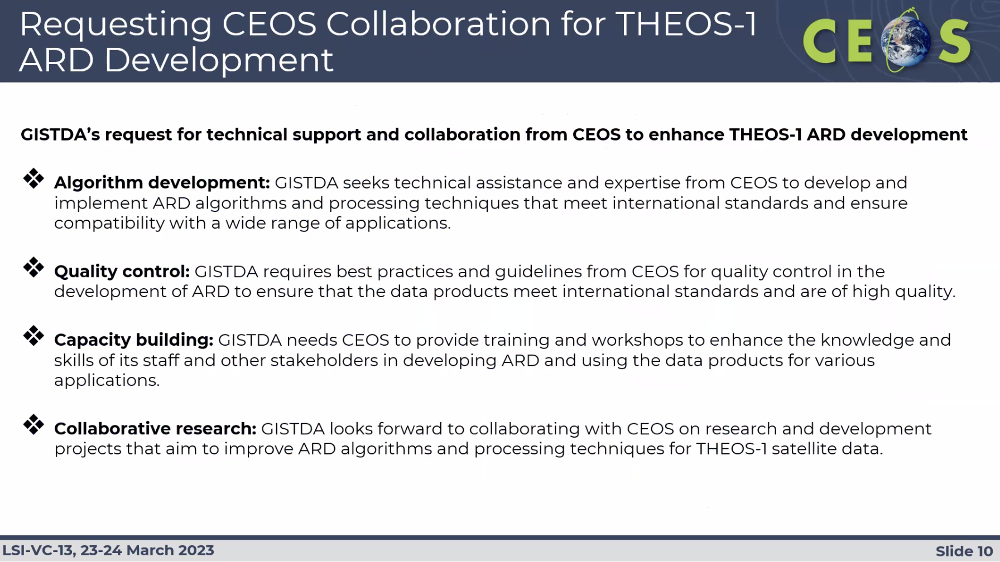 Requesting CEOS Collaboration for THEOS-1
ARD Development
CEOS
GISTDA’s request for technical support and collaboration from CEOS to enhance THEOS-1 ARD development
❖ Algorithm development: GISTDA seeks technical assistance and expertise from CEOS to develop and
implement ARD algorithms and processing techniques that meet international standards and ensure
compatibility with a wide range of applications.
❖ Quality control: GISTDA requires best practices and guidelines from CEOS for quality control in the
development of ARD to ensure that the data products meet international standards and are of high quality.
❖ Capacity building: GISTDA needs CEOS to provide training and workshops to enhance the knowledge and
skills of its staff and other stakeholders in developing ARD and using the data products for various
applications.
❖ Collaborative research: GISTDA looks forward to collaborating with CEOS on research and development
projects that aim to improve ARD algorithms and processing techniques for THEOS-1 satellite data.
LSI-VC-13, 23-24 March 2023
Slide 10